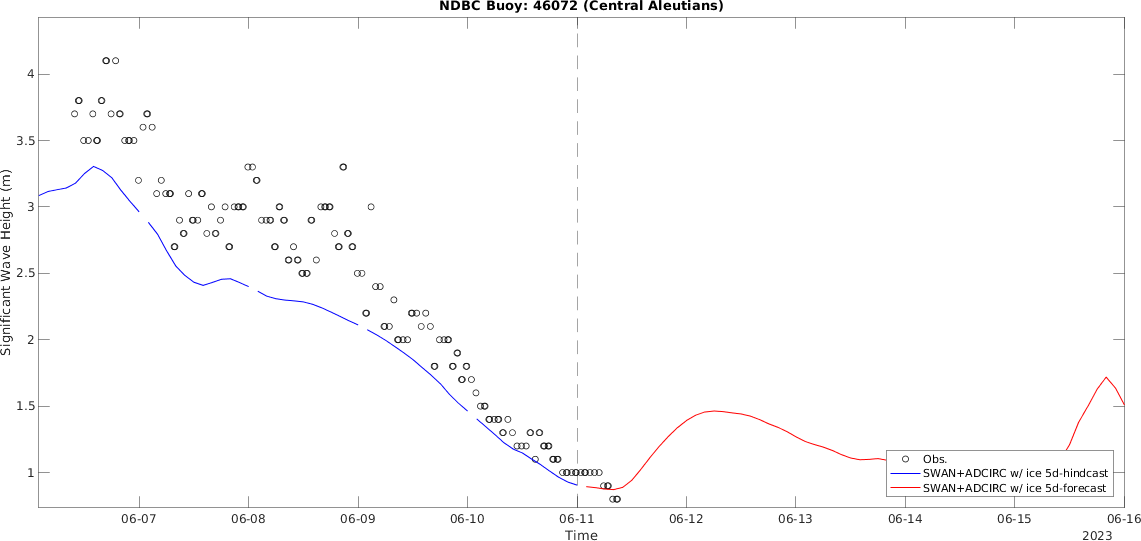 NDBC Buoy: 46072 (Central Aleutians)
Significant Wave Height (m)
4
3.5
3
2.5
2
1.5
1
Obs.
SWAN+ADCIRC w/ ice 5d-hindcast
SWAN+ADCIRC w/ ice 5d-forecast
06-07 06-08 06-09 06-10 06-11 06-12 06-13 06-14 06-15 06-16
Time
2023